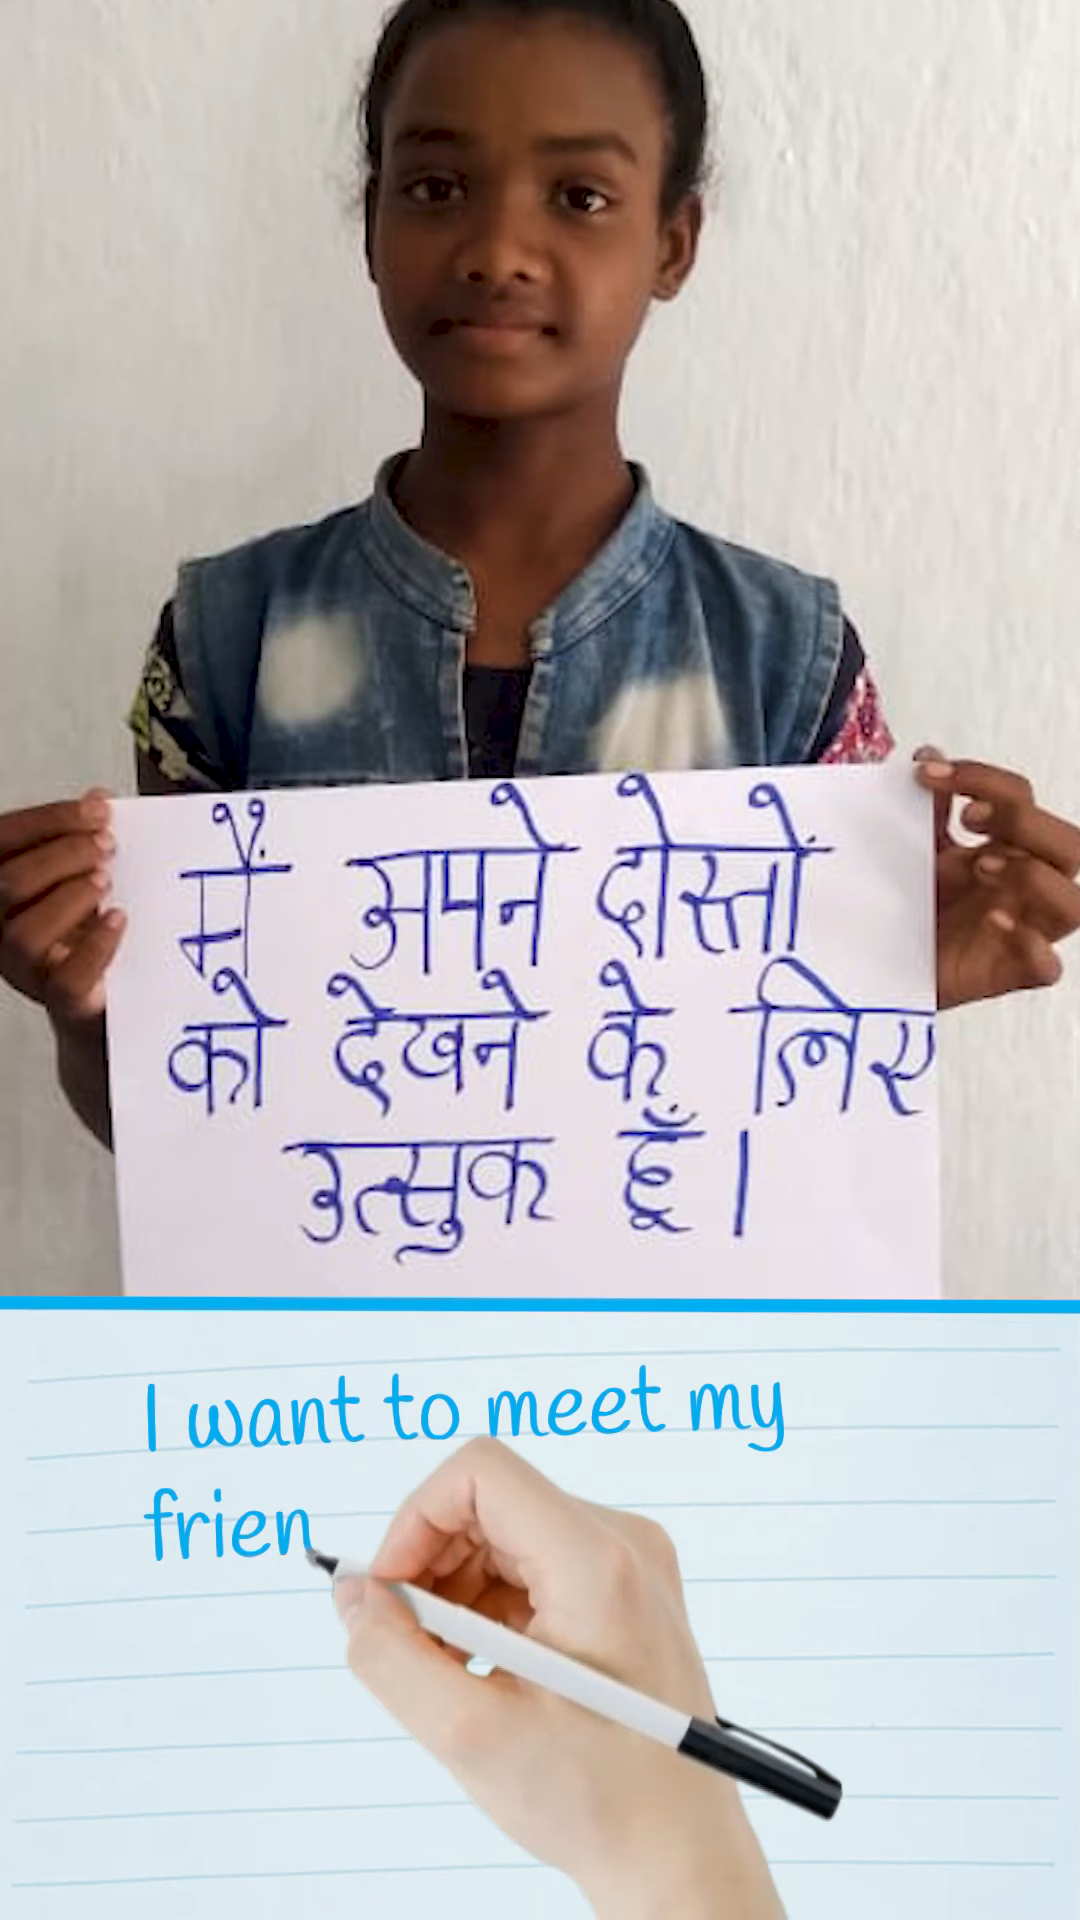 मैं अपने दोस्तों
को देखने के लिए
उत्सुक हूँ।
I want to meet my
frien